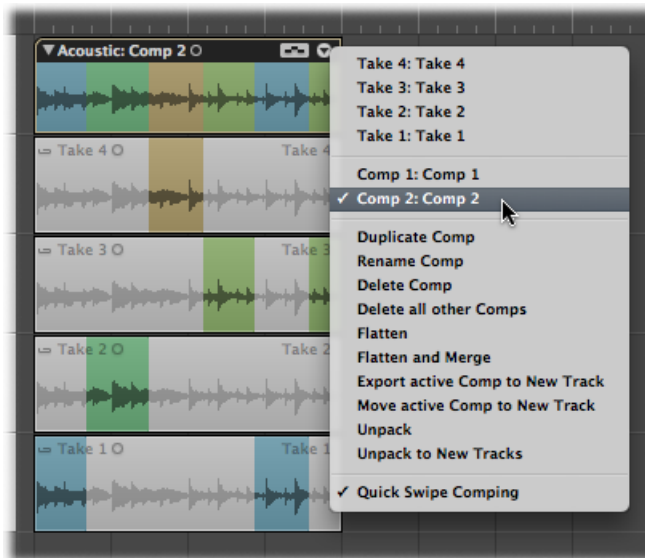 Acoustic: Comp 2
Take 4 Take 4
Take 3 Take 3
Take 2 Take 2
Take 1 Take 1
Take 4: Take 4
Take 3: Take 3
Take 2: Take 2
Take 1: Take 1
Comp 1: Comp 1
✓ Comp 2: Comp 2
Duplicate Comp
Rename Comp
Delete Comp
Delete all other Comps
Flatten
Flatten and Merge
Export active Comp to New Track
Move active Comp to New Track
Unpack
Unpack to New Tracks
✓ Quick Swipe Comping